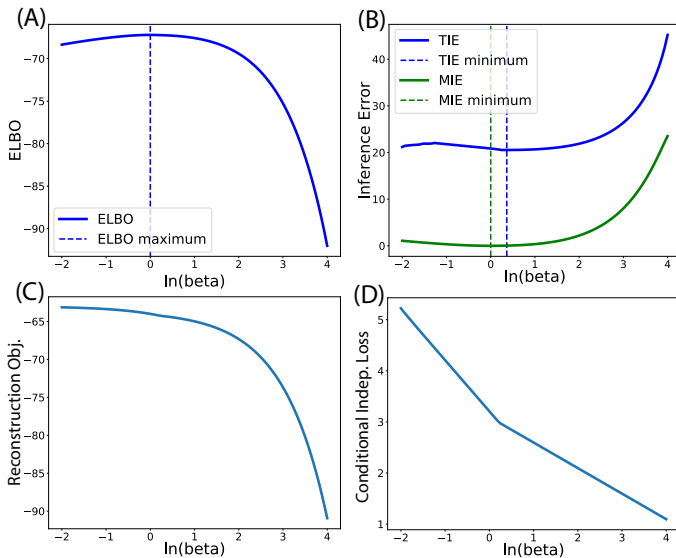 (A)
ELBO
−70
−75
−80
−85
−90
ELBO
ELBO maximum
−2 −1 0 1 2 3 4
ln(beta)
(B)
Inference Error
40
30
20
10
0
TIE
TIE minimum
MIE
MIE minimum
−2 −1 0 1 2 3 4
ln(beta)
(C)
Reconstruction Obj.
−65
−70
−75
−80
−85
−90
−2 −1 0 1 2 3 4
ln(beta)
(D)
Conditional Indep. Loss
5
4
3
2
1
−2 −1 0 1 2 3 4
ln(beta)